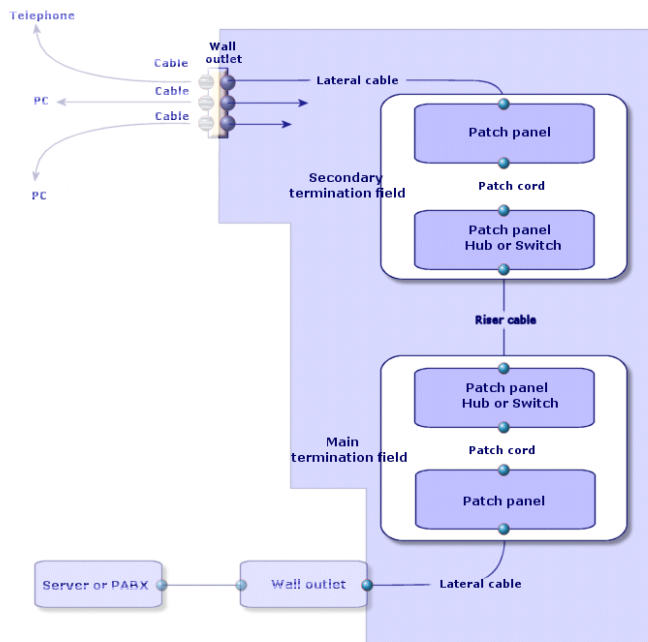 Telephone
Cable
Wall
outlet
Lateral cable
PC
Cable
Cable
PC
Patch panel
Secondary
termination field
Patch cord
Patch panel
Hub or Switch
Riser cable
Patch panel
Hub or Switch
Main
termination field
Patch cord
Patch panel
Server or PABX
Wall outlet
Lateral cable